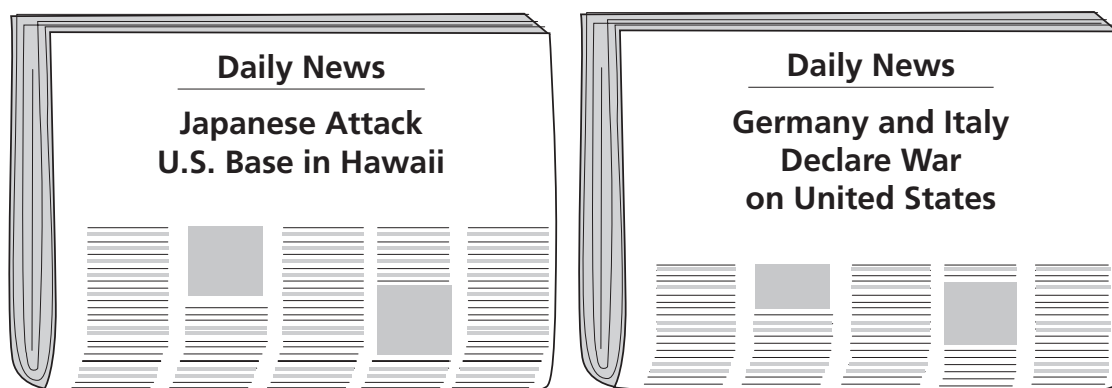 Daily News
Japanese Attack
U.S. Base in Hawaii
Daily News
Germany and Italy
Declare War
on United States